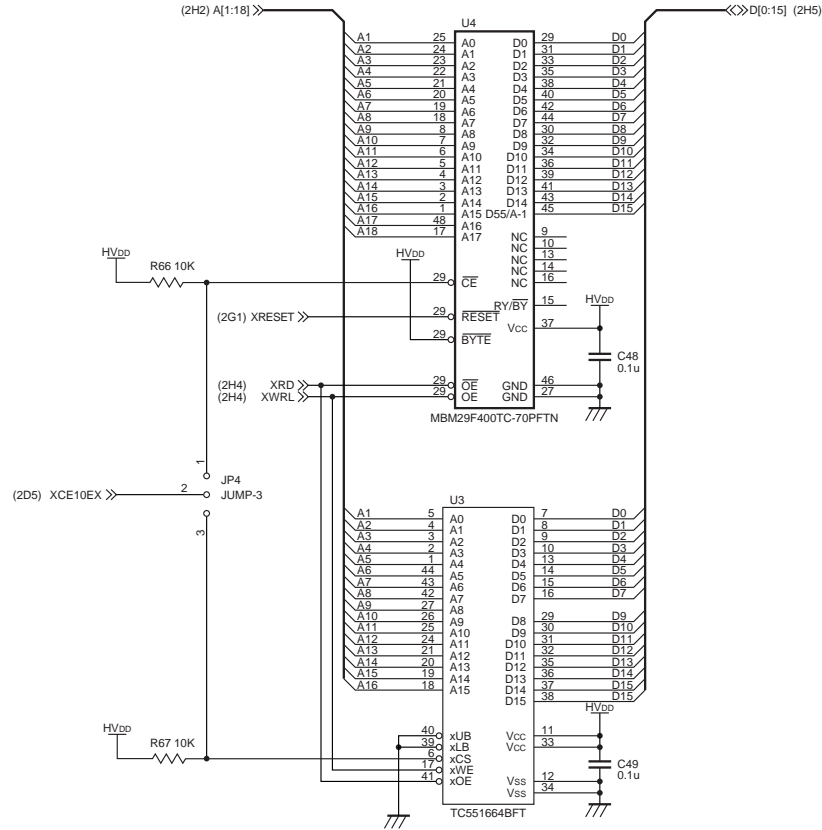 (2H2) A[1:18]
D[0:15] (2H5)
U4
A1 25 A0 D0 29 D0
A2 24 A1 D1 31 D1
A3 23 A2 D2 33 D2
A4 22 A3 D3 35 D3
A5 21 A4 D4 38 D4
A6 20 A5 D5 40 D5
A7 19 A6 D6 42 D6
A8 18 A7 D7 44 D7
A9 8 A8 D8 30 D8
A10 7 A9 D9 32 D9
A11 6 A10 D10 34 D10
A12 5 A11 D11 36 D11
A13 4 A12 D12 39 D12
A14 3 A13 D13 41 D13
A15 2 A14 D14 43 D14
A16 1 A15 D55/A-1 45 D15
A17 48 A16
A18 17 A17
NC 9
NC 10
NC 13
NC 14
NC 16
HVDD
R66 10K
HVDD
29 CE
RY/BY 15
HVDD
(2G1) XRESET 29 RESET
VCC 37
29 BYTE
C48
0.1u
(2H4) XRD 29 OE GND 46
(2H4) XWRL 29 OE GND 27
MBM29F400TC-70PFTN
1
JP4
(2D5) XCE10EX 2 JUMP-3
3
U3
A1 5 A0 D0 7 D0
A2 4 A1 D1 8 D1
A3 3 A2 D2 9 D2
A4 2 A3 D3 10 D3
A5 1 A4 D4 13 D4
A6 44 A5 D5 14 D5
A7 43 A6 D6 15 D6
A8 42 A7 D7 16 D7
A9 27 A8
A10 26 A9 D8 29 D9
A11 25 A10 D9 30 D10
A12 24 A11 D10 31 D11
A13 21 A12 D11 32 D12
A14 20 A13 D12 35 D13
A15 19 A14 D13 36 D14
A16 18 A15 D14 37 D15
D15 38 D15
HVDD
HVDD
R67 10K
40 xUB VCC 11
39 xLB VCC 33
6 xCS
17 xWE
41 xOE
C49
0.1u
VSS 12
VSS 34
TC551664BFT